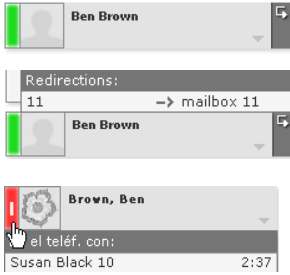 Ben Brown
Redirections:
11 —> mailbox 11
Ben Brown
Brown, Ben
el teléf. con:
Susan Black 10 2:37